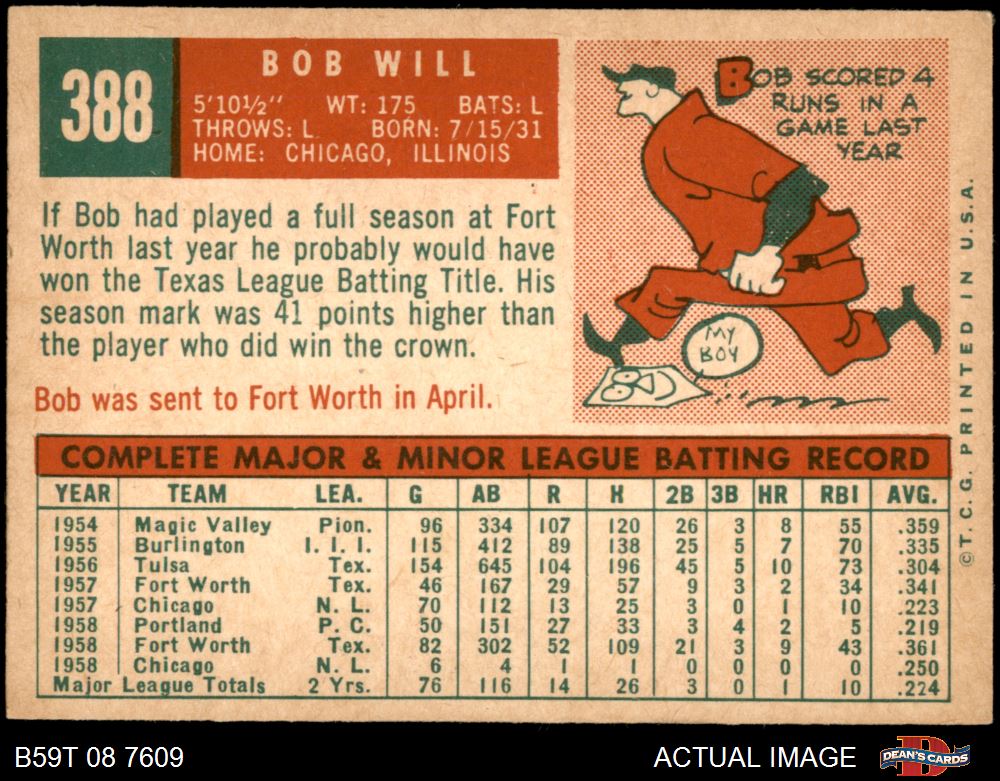 388
BOB WILL
5'10½" WT: 175 BATS: L
THROWS: L BORN: 7/15/31
HOME: CHICAGO, ILLINOIS
BOB SCORED 4
RUNS IN A
GAME LAST
YEAR
MY
BOY
If Bob had played a full season at Fort
Worth last year he probably would have
won the Texas League Batting Title. His
season mark was 41 points higher than
the player who did win the crown.
Bob was sent to Fort Worth in April.
COMPLETE MAJOR & MINOR LEAGUE BATTING RECORD
YEAR TEAM LEA. G AB R H 2B 3B HR RBI AVG.
1954 Magic Valley Pion. 96 334 107 120 26 3 8 55 .359
1955 Burlington I. I. I. 115 412 89 138 25 5 7 70 .335
1956 Tulsa Tex. 154 645 104 196 45 5 10 73 .304
1957 Fort Worth Tex. 46 167 29 57 9 3 2 34 .341
1957 Chicago N. L. 70 112 13 25 3 0 1 10 .223
1958 Portland P. C. 50 151 27 33 3 4 2 5 .219
1958 Fort Worth Tex. 82 302 52 109 21 3 9 43 .361
1958 Chicago N. L. 6 4 1 1 0 0 0 0 .250
Major League Totals 2 Yrs. 76 116 14 26 3 0 1 10 .224
© T. C. G. PRINTED IN U.S.A.
B59T 08 7609
ACTUAL IMAGE
DEAN'S CARDS